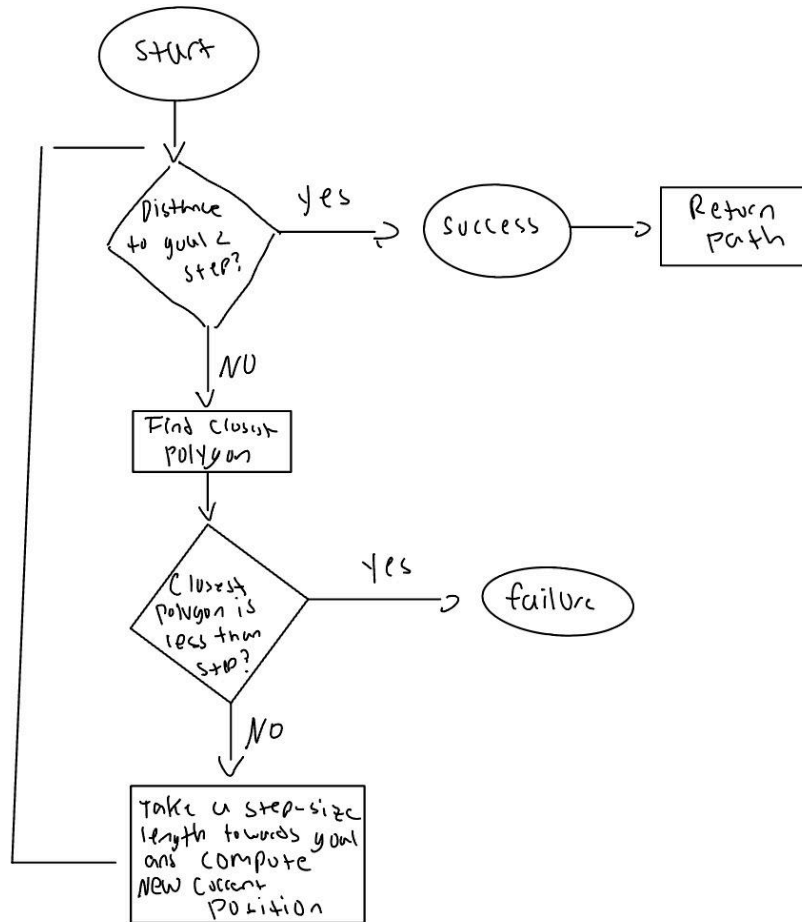 Start
Distance
to goal <
step?
yes
success
Return
path
NO
Find closest
polygon
Closest
polygon is
less than
step?
yes
failure
NO
Take a step-size
length towards goal
and compute
New current
position